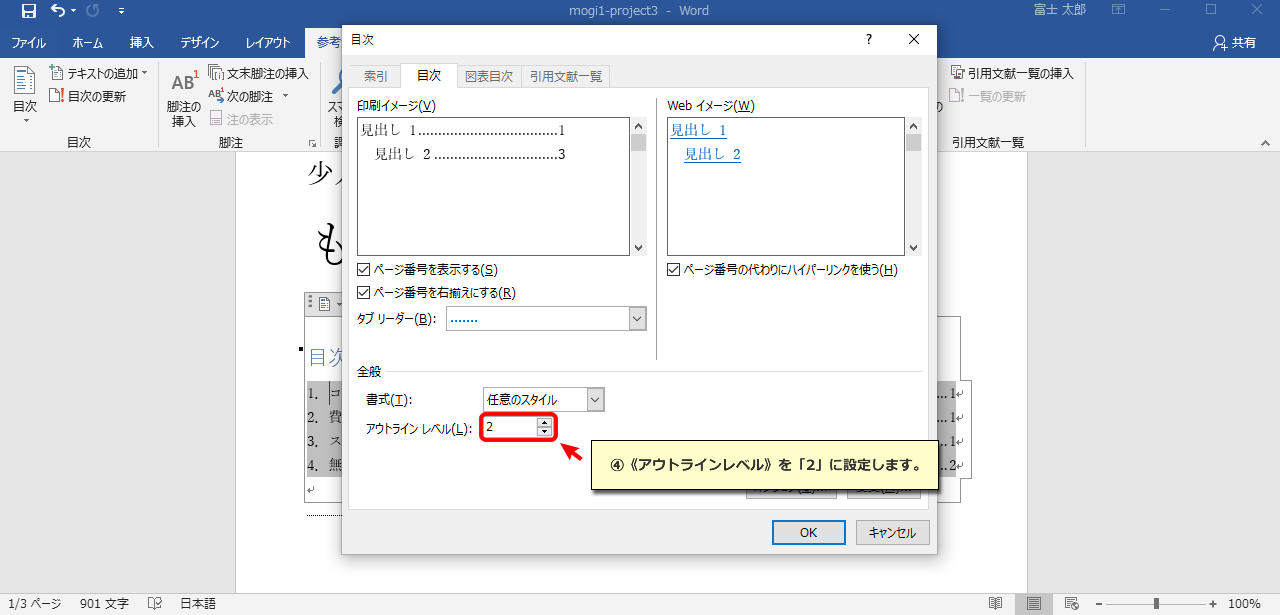 mogi1-project3 - Word
富士 太郎
ファイル ホーム 挿入 デザイン レイアウト 参考
共有
目次
テキストの追加
目次の更新
目次
AB1
脚注の
挿入
文末脚注の挿入
次の脚注
注の表示
脚注
引用文献一覧の挿入
一覧の更新
引用文献一覧
目次
索引 目次 図表目次 引用文献一覧
印刷イメージ(V)
見出し 1...................................1
見出し 2...............................3
Web イメージ(W)
見出し 1
見出し 2
ページ番号を表示する(S)
ページ番号を右揃えにする(R)
タブ リーダー(B): .......
ページ番号の代わりにハイパーリンクを使う(H)
全般
書式(T): 任意のスタイル
アウトライン レベル(L): 2
④《アウトラインレベル》を「2」に設定します。
OK キャンセル
少
も
目次
1. コ ...1
2. 費 ...1
3. ス ...1
4. 無 ...2
1/3 ページ 901 文字 日本語 100%